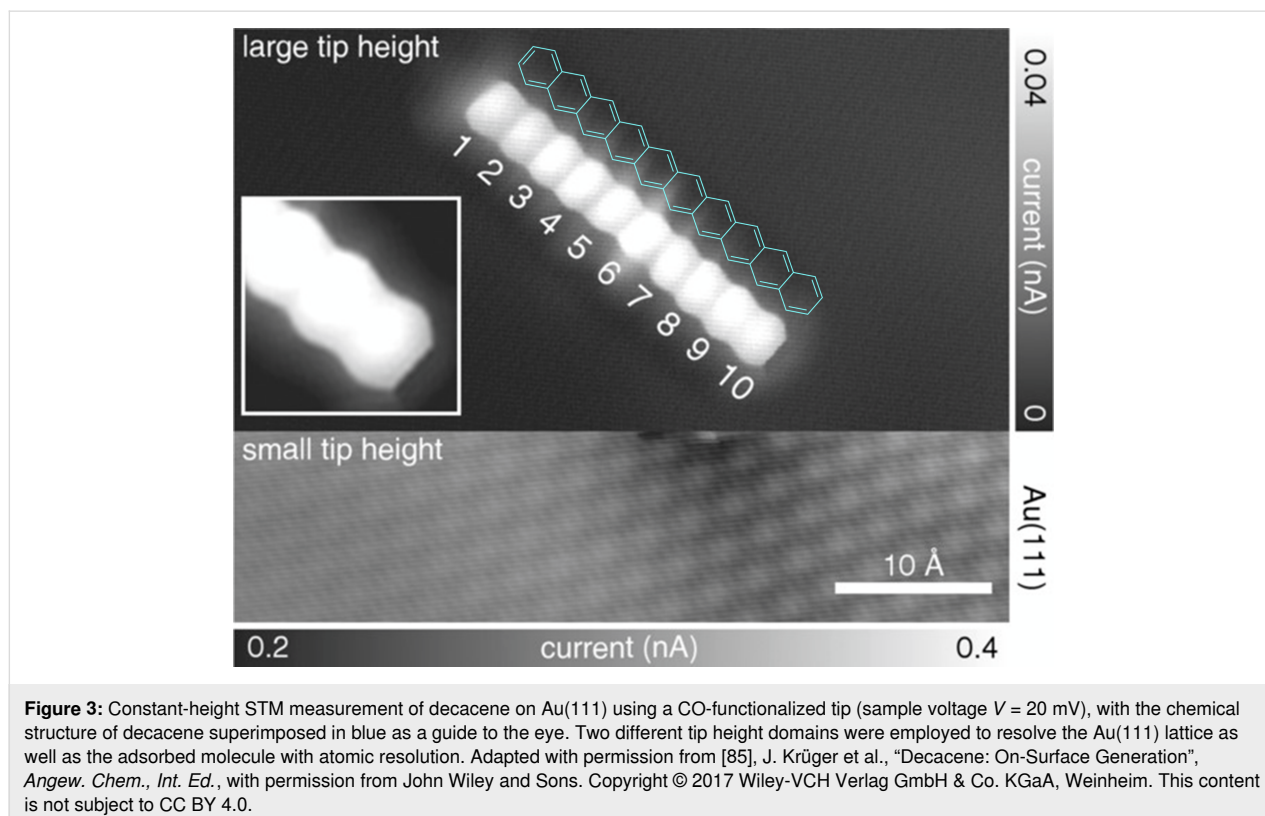 large tip height
1
2
3
4
5
6
7
8
9
10
0.04
current (nA)
0
small tip height
10 Å
Au(111)
0.2 current (nA) 0.4
Figure 3: Constant-height STM measurement of decacene on Au(111) using a CO-functionalized tip (sample voltage V = 20 mV), with the chemical
structure of decacene superimposed in blue as a guide to the eye. Two different tip height domains were employed to resolve the Au(111) lattice as
well as the adsorbed molecule with atomic resolution. Adapted with permission from [85], J. Krüger et al., “Decacene: On-Surface Generation”,
Angew. Chem., Int. Ed., with permission from John Wiley and Sons. Copyright © 2017 Wiley-VCH Verlag GmbH & Co. KGaA, Weinheim. This content
is not subject to CC BY 4.0.